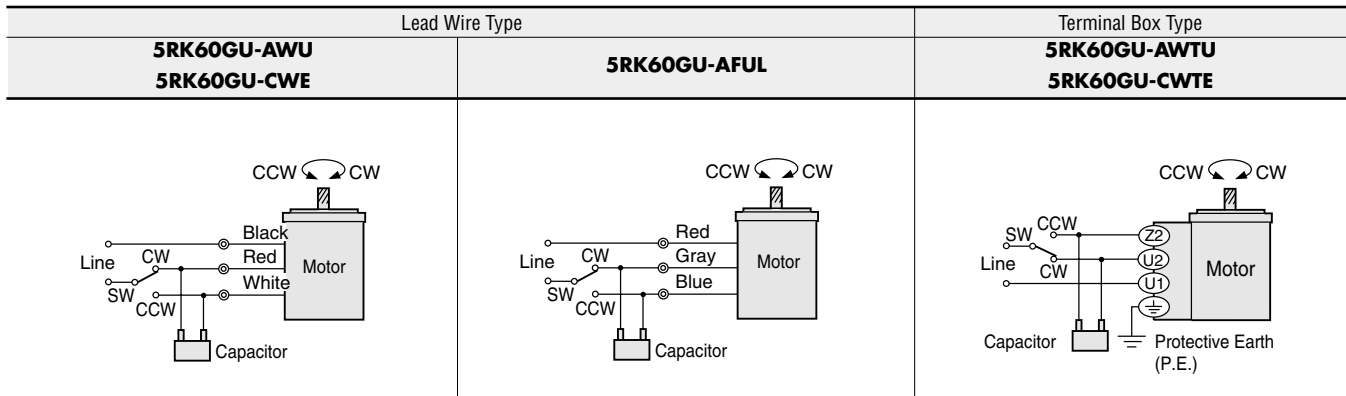 Lead Wire Type
Terminal Box Type
5RK60GU-AWU
5RK60GU-CWE
5RK60GU-AFUL
5RK60GU-AWTU
5RK60GU-CWTE
CCW CW
Black
Line CW Red Motor
SW White
CCW
Capacitor
CCW CW
Red
Line CW Gray Motor
SW Blue
CCW
Capacitor
CCW CW
SW CCW Z2
Line CW U2 Motor
U1
Capacitor Protective Earth
(P.E.)